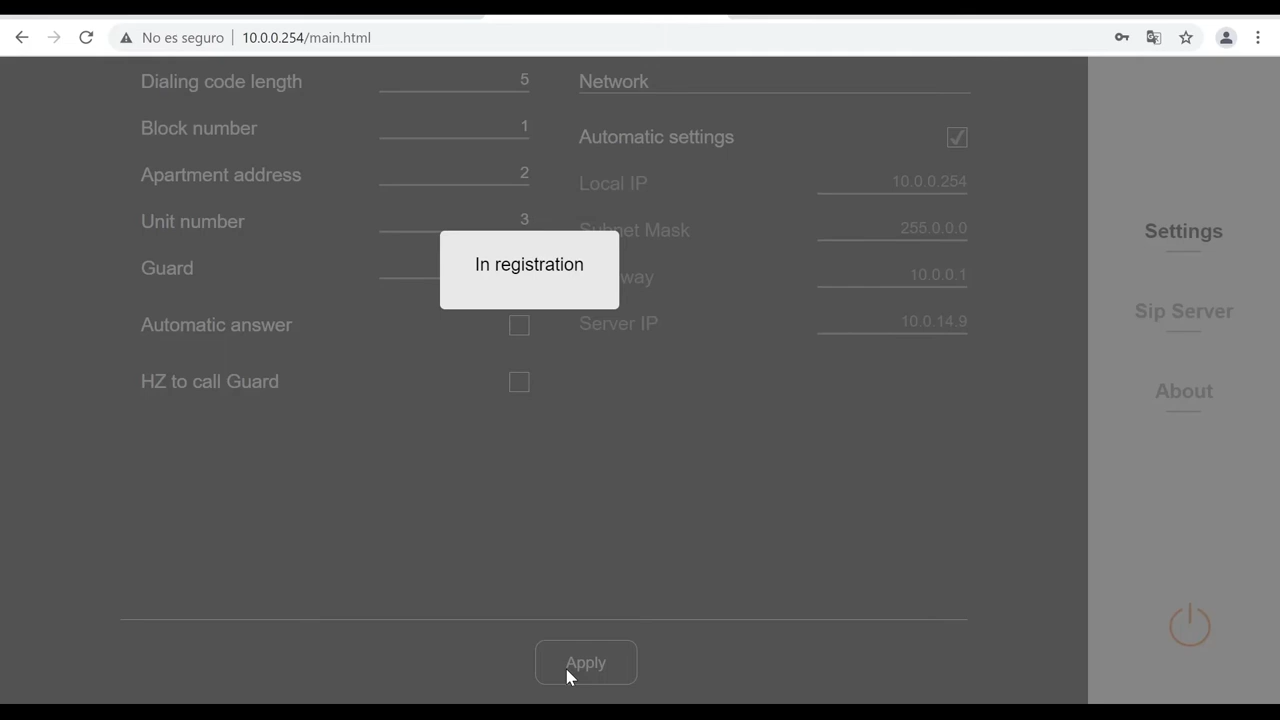 No es seguro
10.0.0.254/main.html
Dialing code length 5
Block number 1
Apartment address 2
Unit number 3
Guard
Automatic answer
HZ to call Guard
Network
Automatic settings
Local IP 10.0.0.254
Subnet Mask 255.0.0.0
way 10.0.0.1
Server IP 10.0.14.9
In registration
Apply
Settings
Sip Server
About